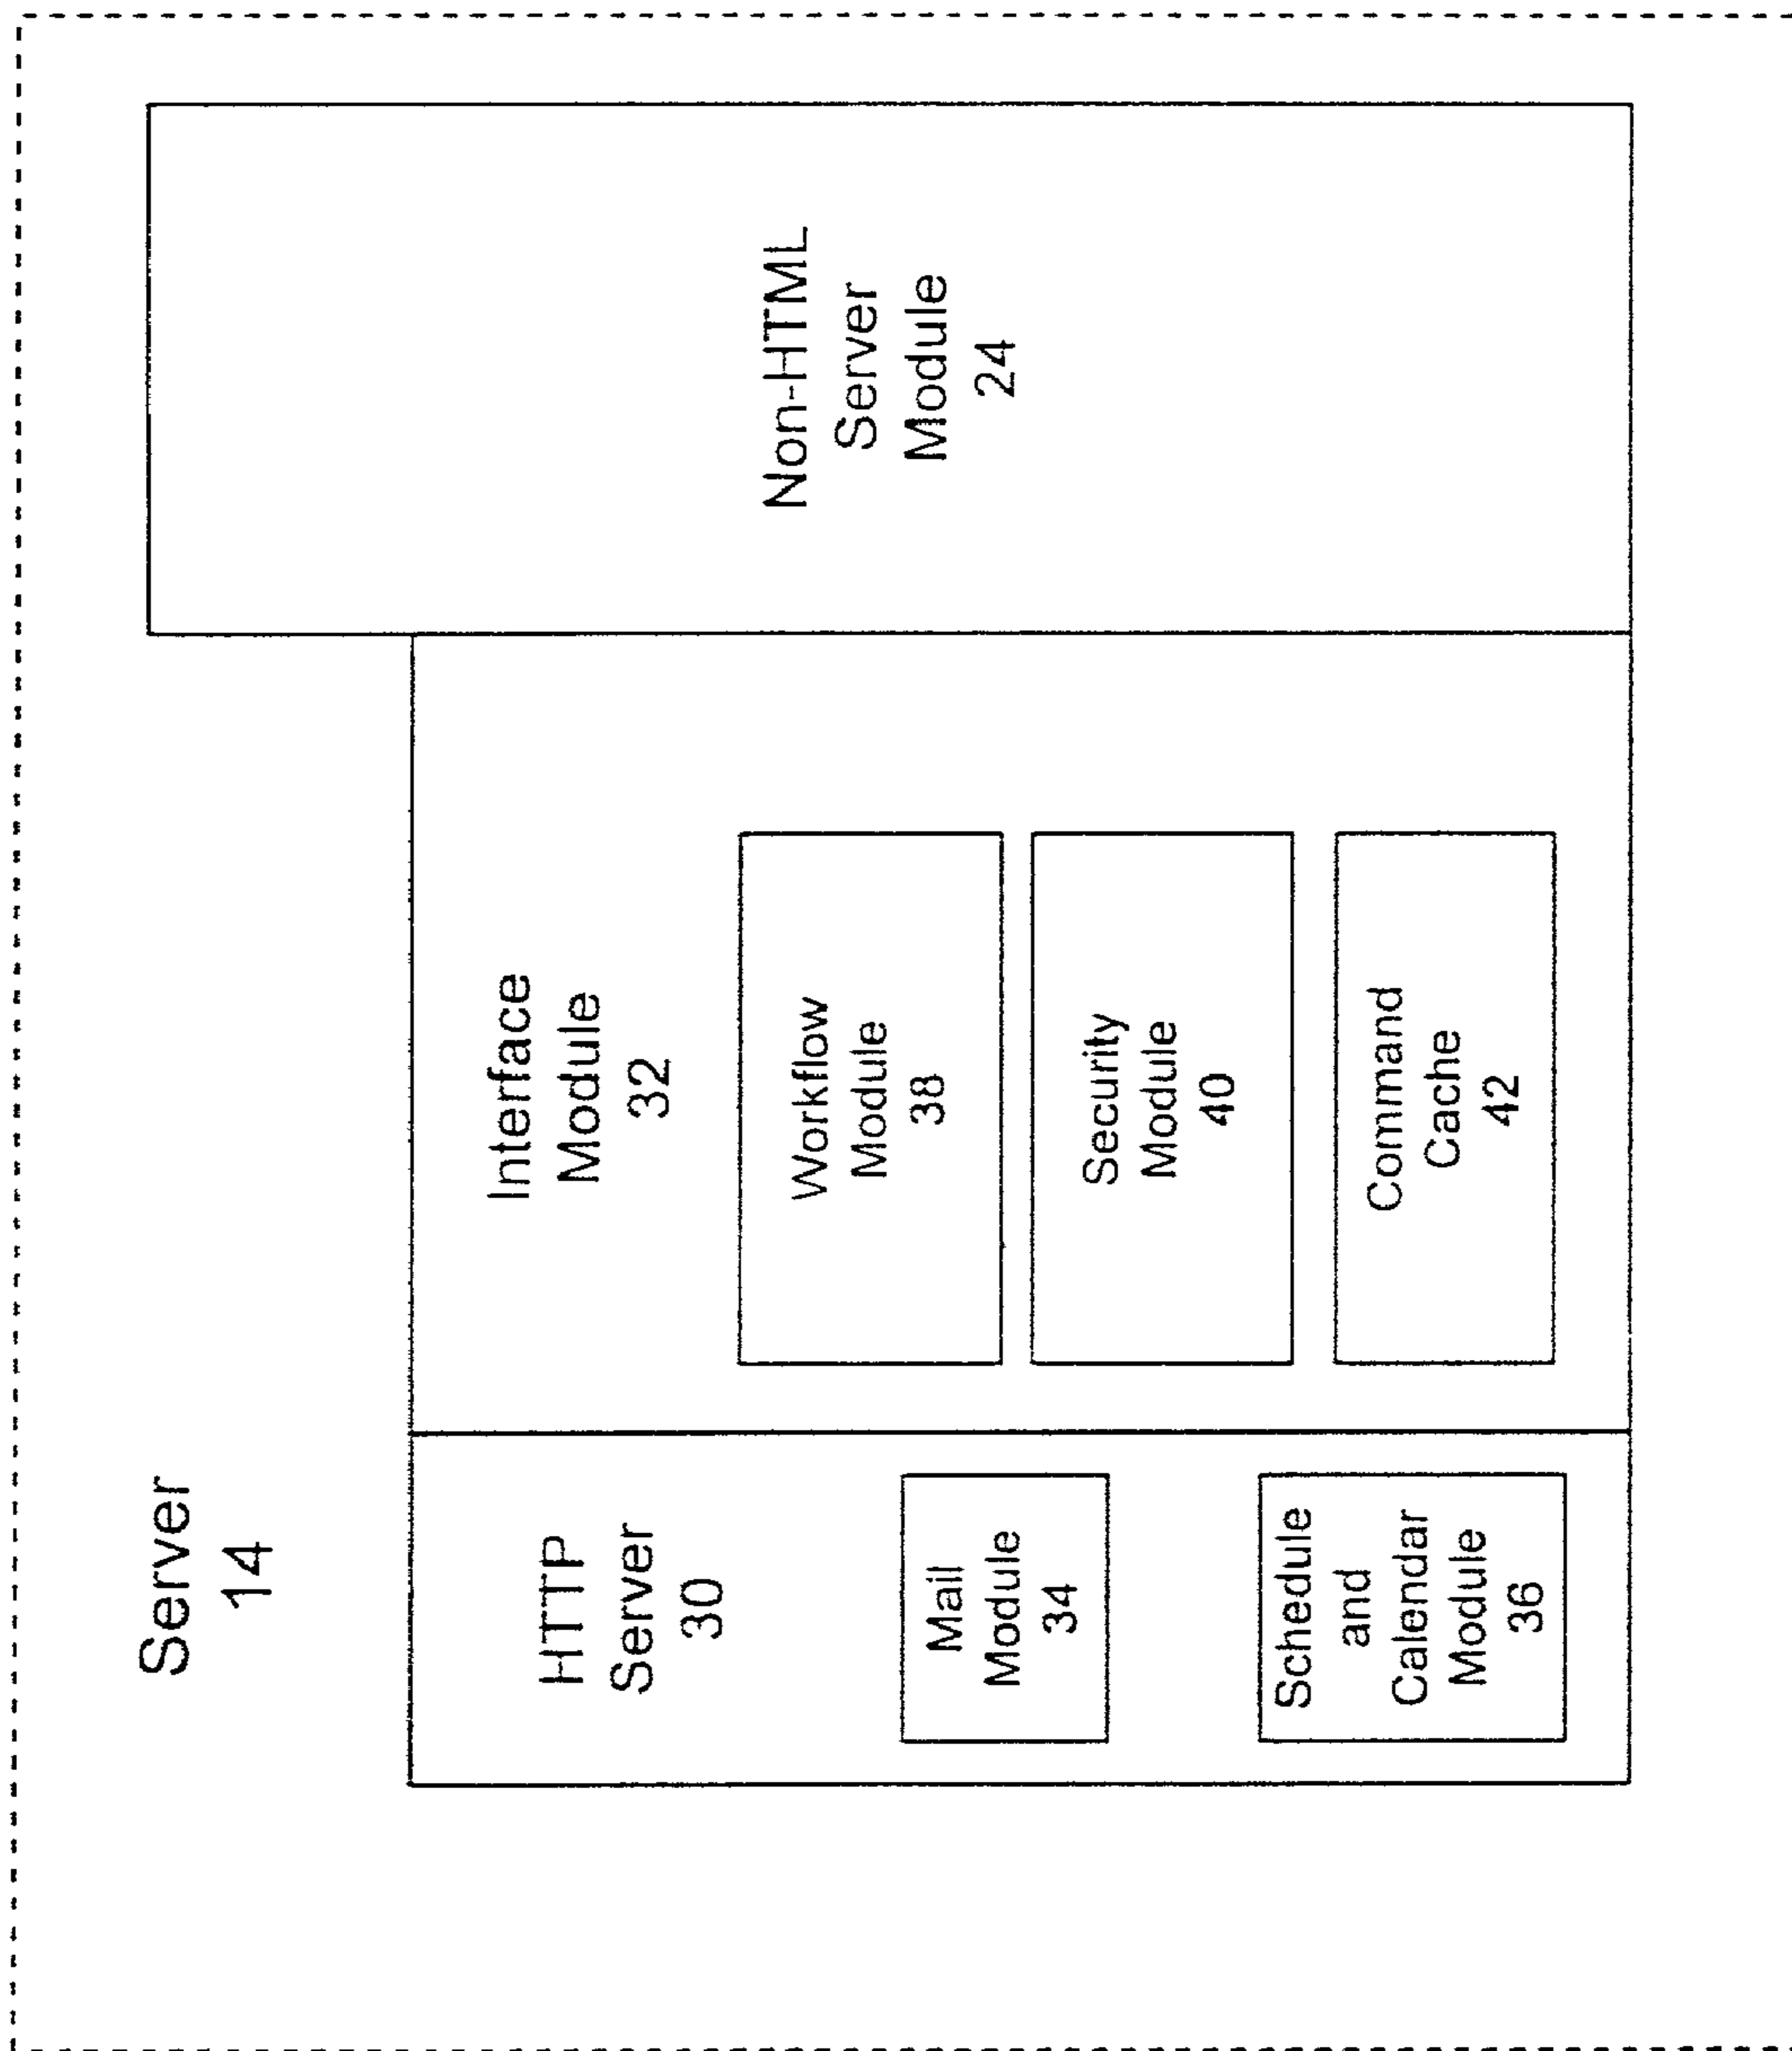 Server
14
HTTP
Server
30
Mail
Module
34
Schedule
and
Calendar
Module
36
Interface
Module
32
Workflow
Module
38
Security
Module
40
Command
Cache
42
Non-HTML
Server
Module
24